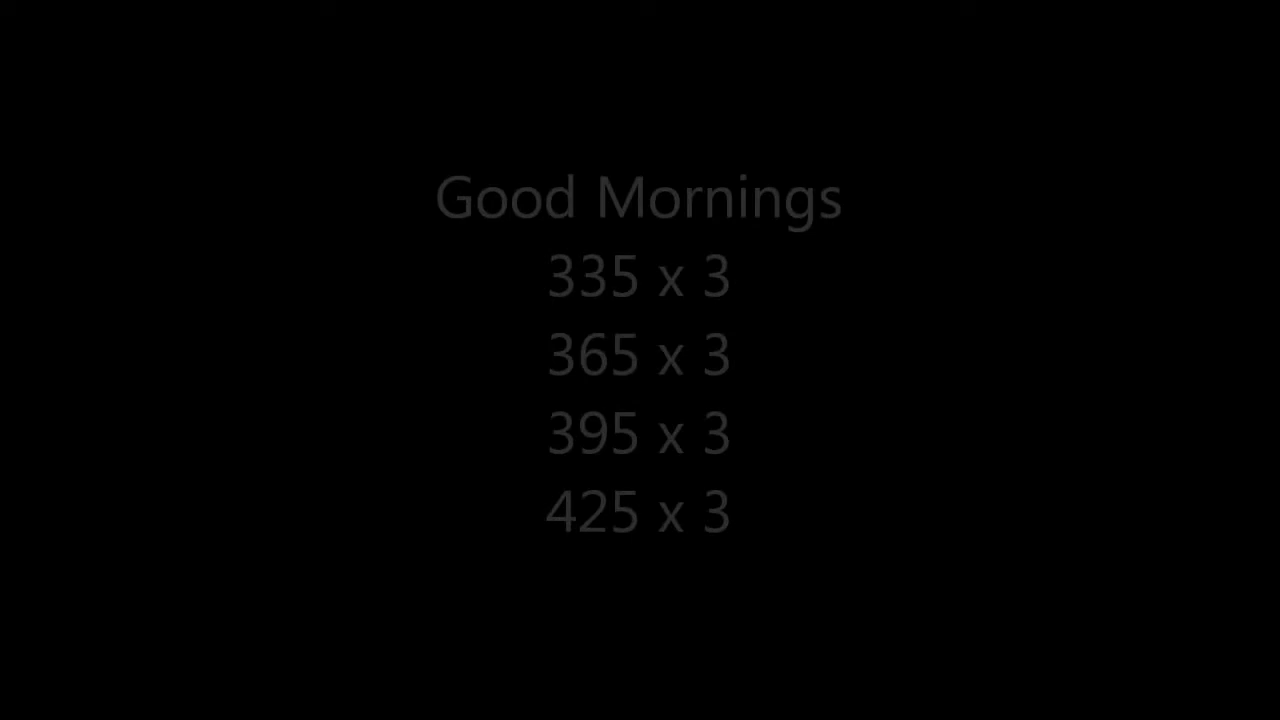 Good Mornings
335 x 3
365 x 3
395 x 3
425 x 3